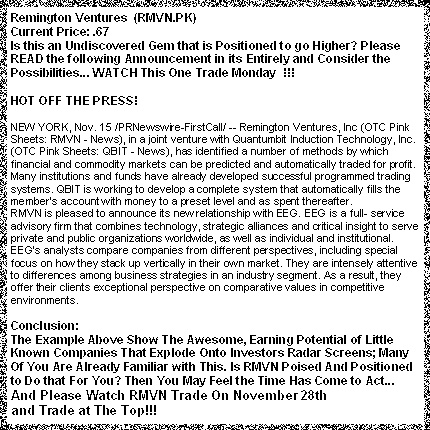 Remington Ventures (RMVN.PK)
Current Price: .67
Is this an Undiscovered Gem that is Positioned to go Higher? Please
READ the following Announcement in its Entirely and Consider the
Possibilities... WATCH This One Trade Monday !!!
HOT OFF THE PRESS!
NEW YORK, Nov. 15 /PRNewswire-FirstCall/ -- Remington Ventures, Inc (OTC Pink
Sheets: RMVN - News), in a joint venture with Quantumbit Induction Technology, Inc.
(OTC Pink Sheets: QBIT - News), has identified a number of methods by which
financial and commodity markets can be predicted and automatically traded for profit.
Many institutions and funds have already developed successful programmed trading
systems. QBIT is working to develop a complete system that automatically fills the
member's account with money to a preset level and as spent thereafter.
RMVN is pleased to announce its new relationship with EEG. EEG is a full- service
advisory firm that combines technology, strategic alliances and critical insight to serve
private and public organizations worldwide, as well as individual and institutional.
EEG's analysts compare companies from different perspectives, including special
focus on how they stack up vertically in their own market. They are intensely attentive
to differences among business strategies in an industry segment. As a result, they
offer their clients exceptional perspective on comparative values in competitive
environments.
Conclusion:
The Example Above Show The Awesome, Earning Potential of Little
Known Companies That Explode Onto Investors Radar Screens; Many
Of You Are Already Familiar with This. Is RMVN Poised And Positioned
to Do that For You? Then You May Feel the Time Has Come to Act...
And Please Watch RMVN Trade On November 28th
and Trade at The Top!!!